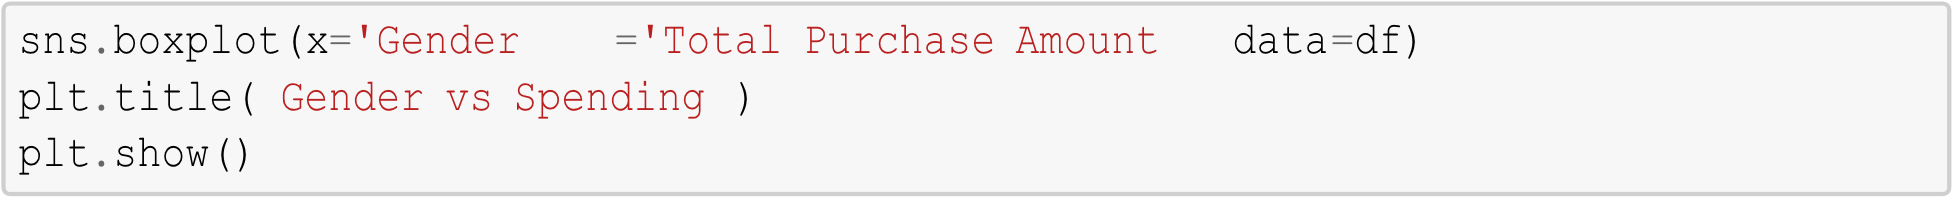 sns.boxplot(x='Gender    ='Total Purchase Amount   data=df)
plt.title( Gender vs Spending )
plt.show()